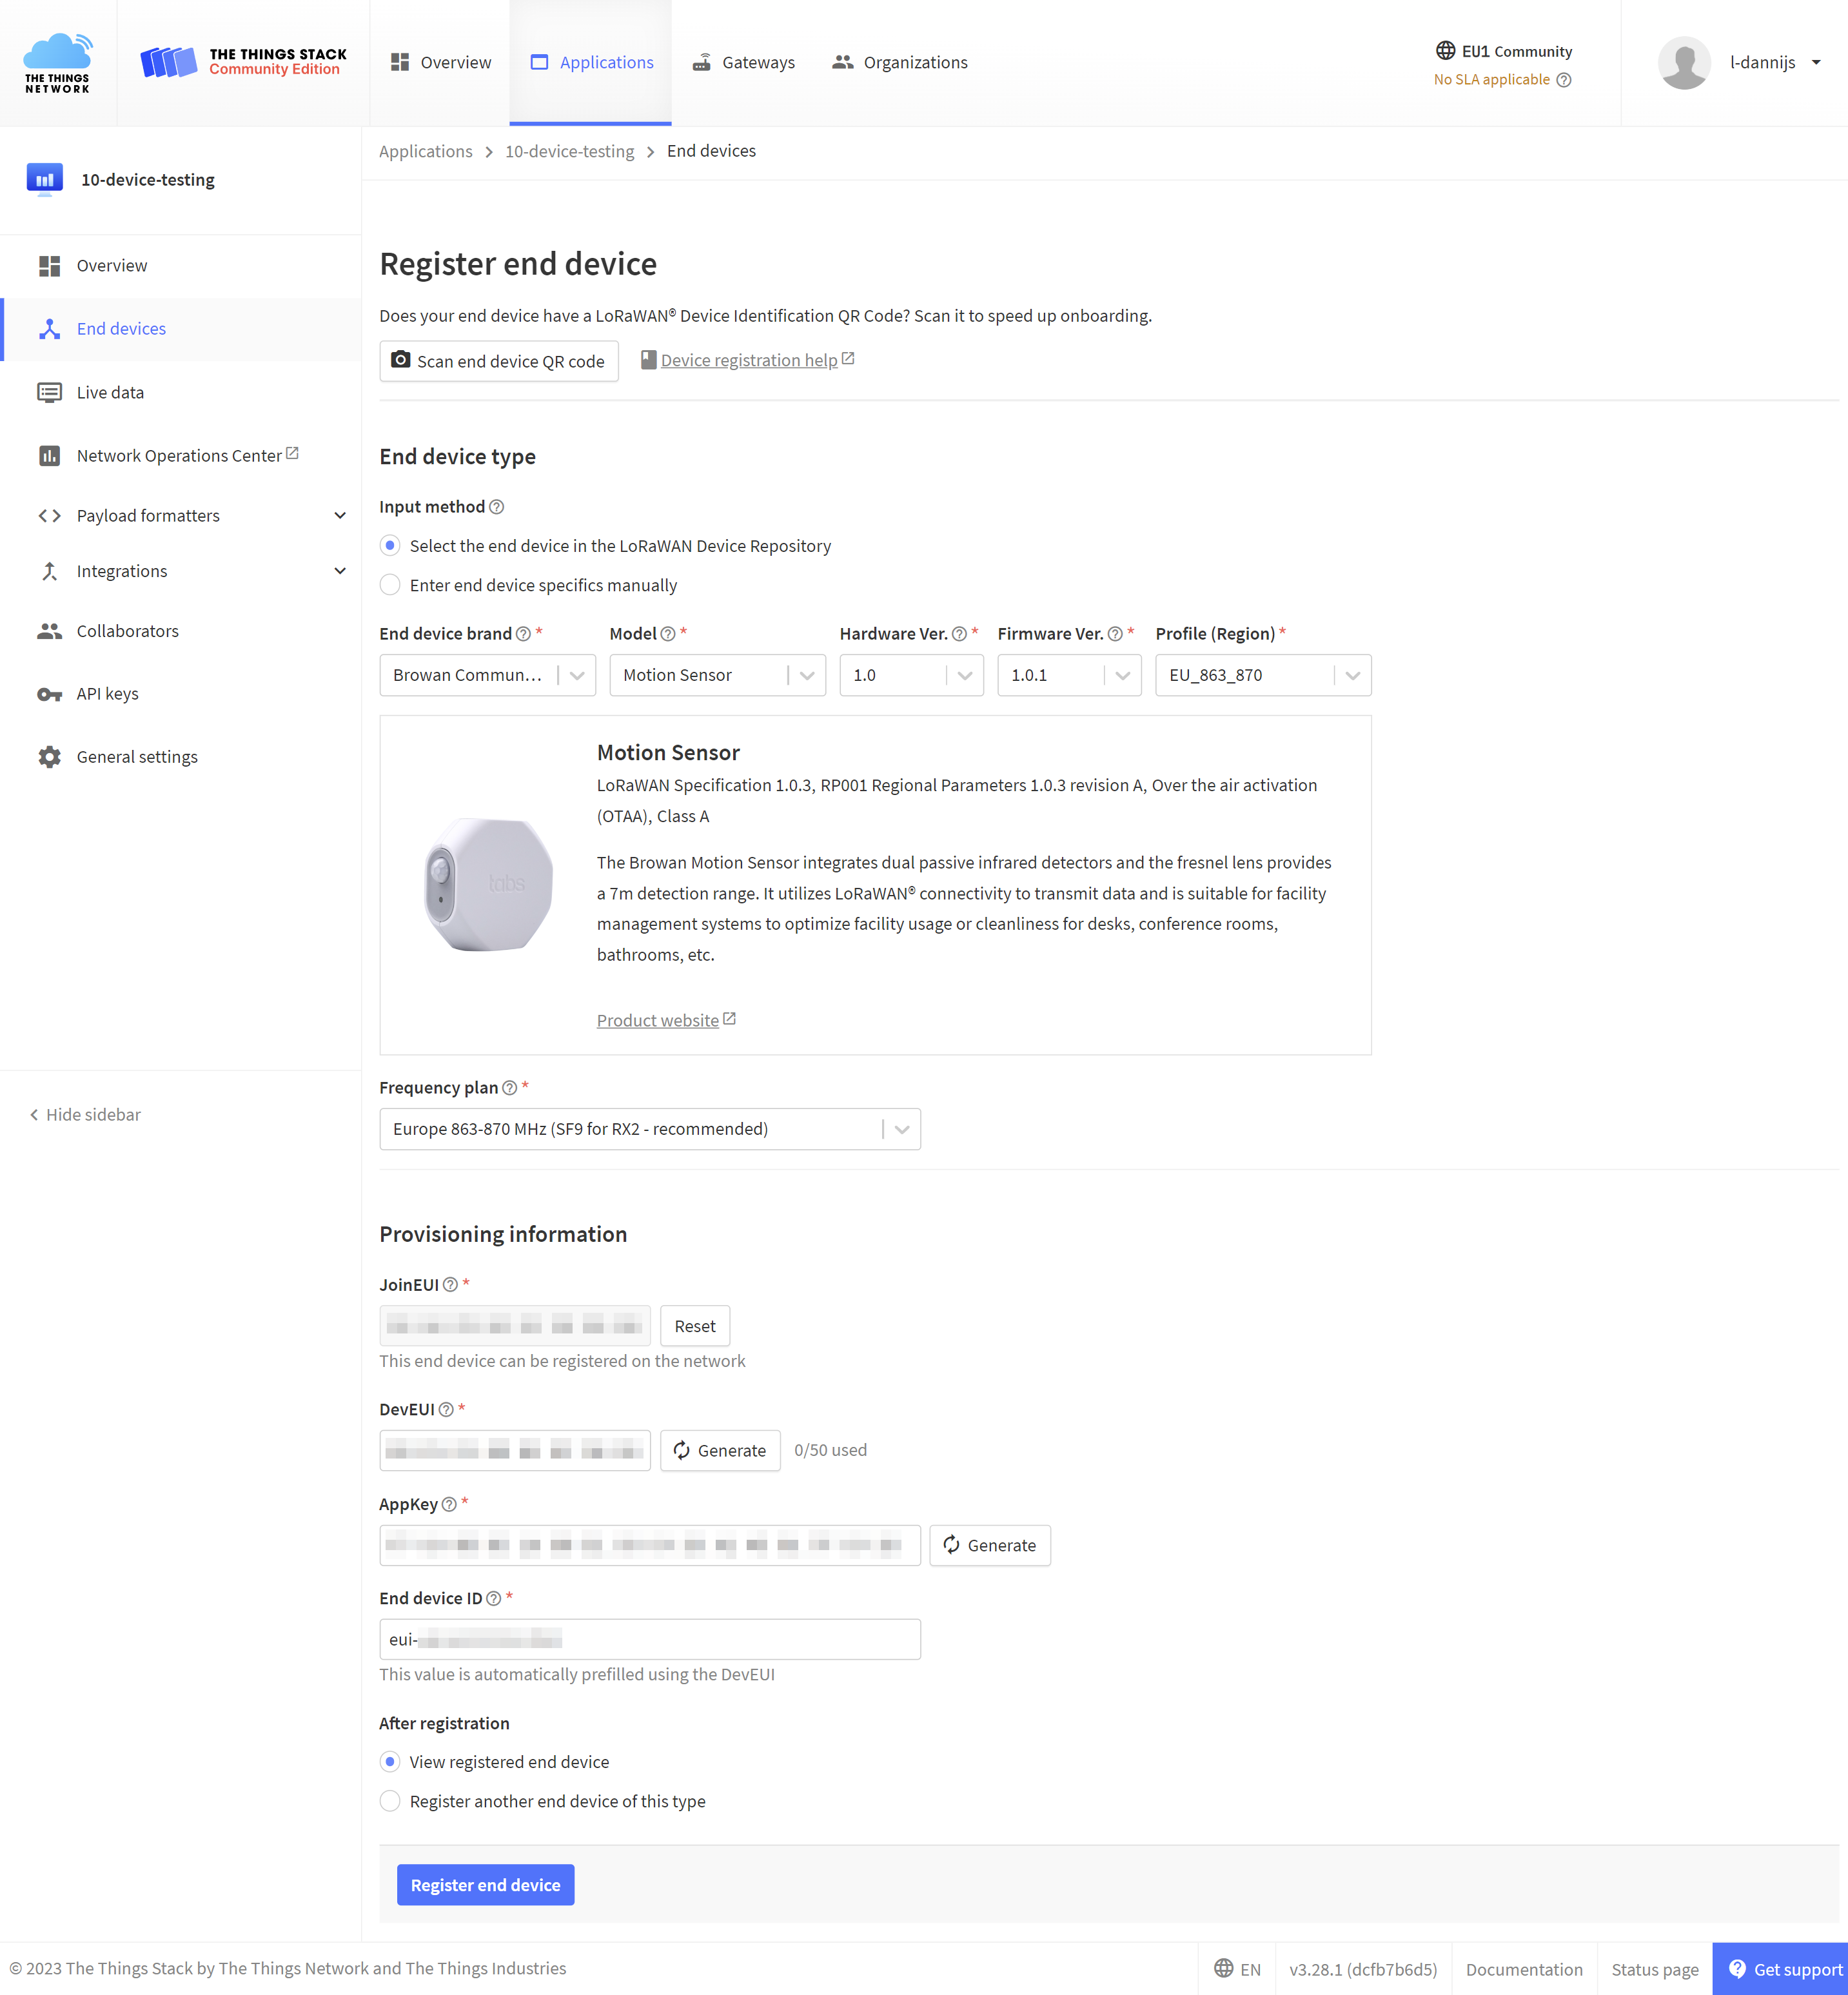 THE THINGS
NETWORK
THE THINGS STACK
Community Edition
Overview
Applications
Gateways
Organizations
EU1 Community
No SLA applicable
l-dannijs
10-device-testing
Overview
End devices
Live data
Network Operations Center
Payload formatters
Integrations
Collaborators
API keys
General settings
Hide sidebar
Applications > 10-device-testing > End devices
Register end device
Does your end device have a LoRaWAN® Device Identification QR Code? Scan it to speed up onboarding.
Scan end device QR code
Device registration help
End device type
Input method
Select the end device in the LoRaWAN Device Repository
Enter end device specifics manually
End device brand * Model * Hardware Ver. * Firmware Ver. * Profile (Region) *
Browan Commun... Motion Sensor 1.0 1.0.1 EU_863_870
tabs
Motion Sensor
LoRaWAN Specification 1.0.3, RP001 Regional Parameters 1.0.3 revision A, Over the air activation
(OTAA), Class A
The Browan Motion Sensor integrates dual passive infrared detectors and the fresnel lens provides
a 7m detection range. It utilizes LoRaWAN® connectivity to transmit data and is suitable for facility
management systems to optimize facility usage or cleanliness for desks, conference rooms,
bathrooms, etc.
Product website
Frequency plan *
Europe 863-870 MHz (SF9 for RX2 - recommended)
Provisioning information
JoinEUI *
Reset
This end device can be registered on the network
DevEUI *
Generate 0/50 used
AppKey *
Generate
End device ID *
eui-
This value is automatically prefilled using the DevEUI
After registration
View registered end device
Register another end device of this type
Register end device
© 2023 The Things Stack by The Things Network and The Things Industries
EN
v3.28.1 (dcfb7b6d5)
Documentation
Status page
Get support